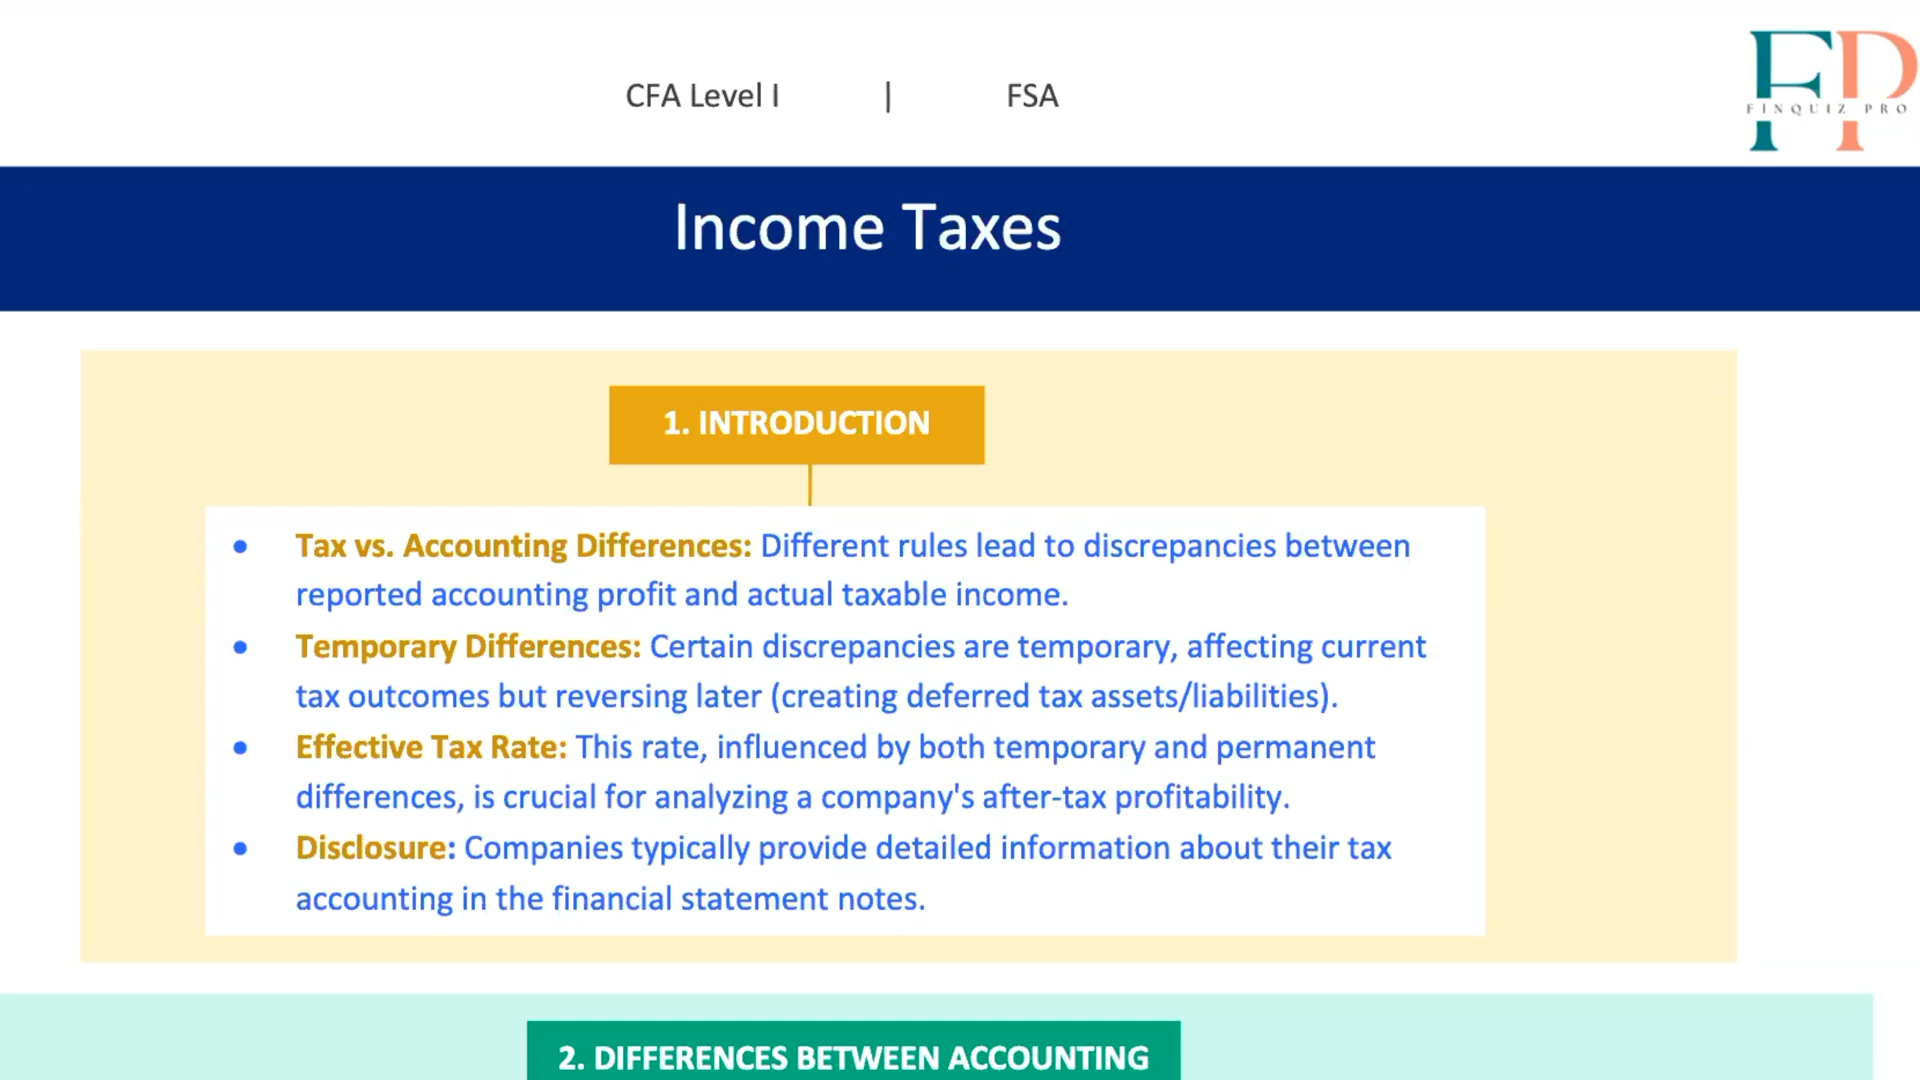 CFA Level I | FSA
FINQUIZ PRO
Income Taxes
1. INTRODUCTION
• Tax vs. Accounting Differences: Different rules lead to discrepancies between
reported accounting profit and actual taxable income.
• Temporary Differences: Certain discrepancies are temporary, affecting current
tax outcomes but reversing later (creating deferred tax assets/liabilities).
• Effective Tax Rate: This rate, influenced by both temporary and permanent
differences, is crucial for analyzing a company's after-tax profitability.
• Disclosure: Companies typically provide detailed information about their tax
accounting in the financial statement notes.
2. DIFFERENCES BETWEEN ACCOUNTING